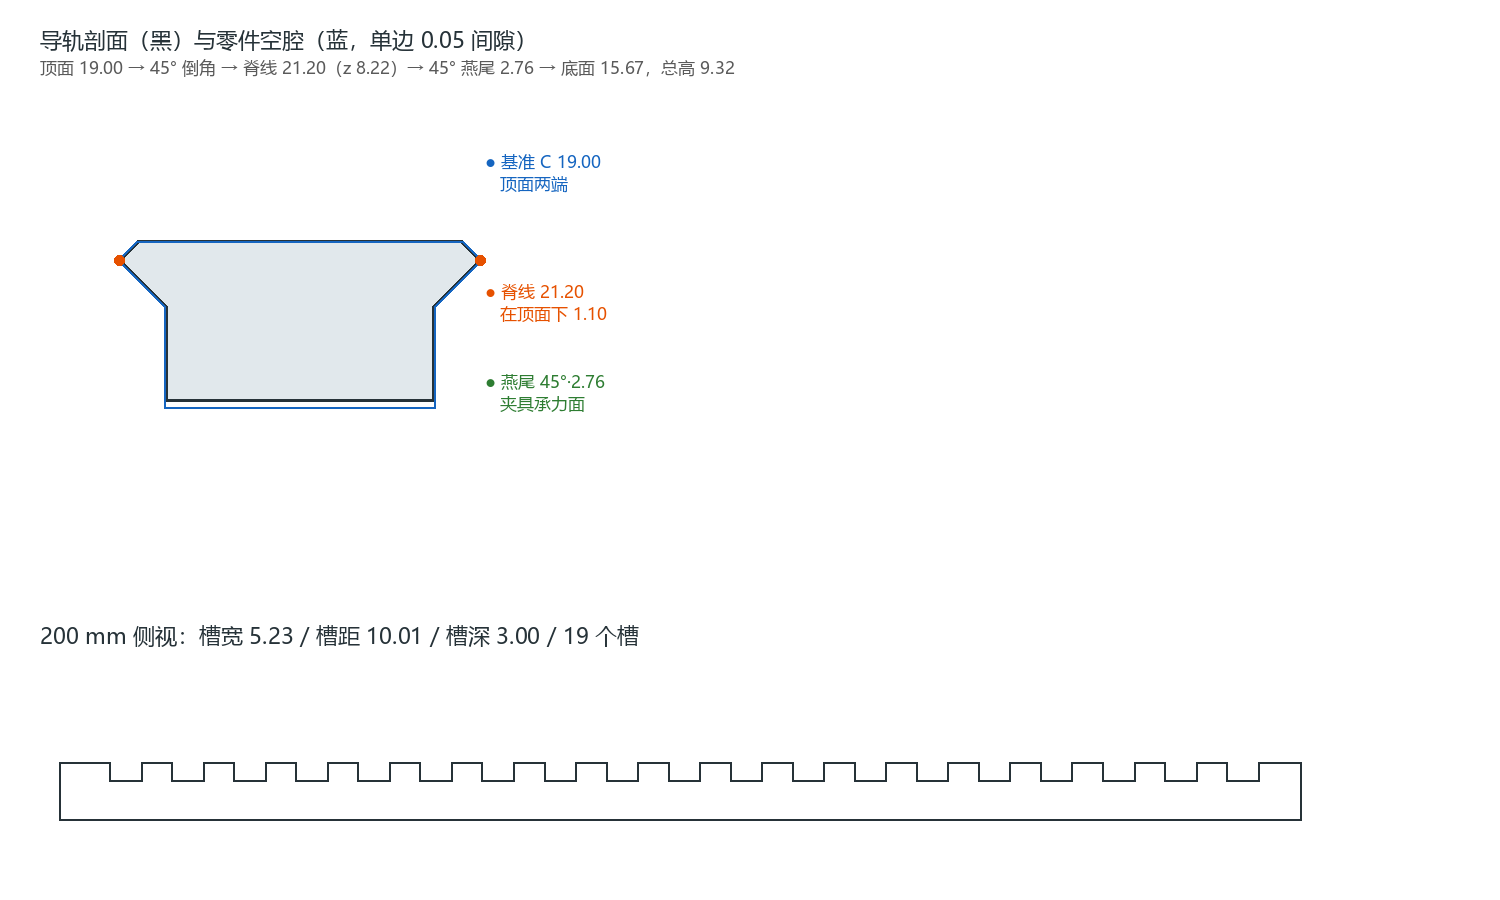 导轨剖面（黑）与零件空腔（蓝，单边 0.05 间隙）
顶面 19.00 → 45° 倒角 → 脊线 21.20（z 8.22）→ 45° 燕尾 2.76 → 底面 15.67，总高 9.32
● 基准 C 19.00
顶面两端
● 脊线 21.20
在顶面下 1.10
● 燕尾 45°·2.76
夹具承力面
200 mm 侧视：槽宽 5.23 / 槽距 10.01 / 槽深 3.00 / 19 个槽